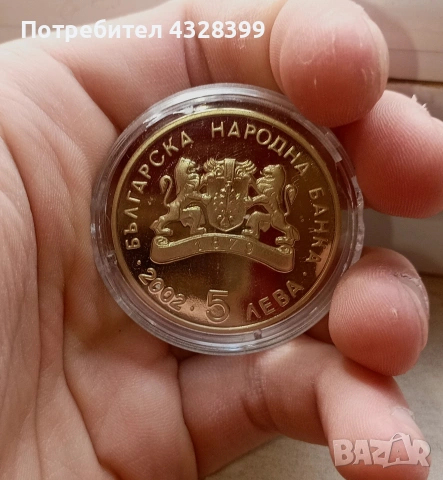 Потребител 4328399
БЪЛГАРСКА НАРОДНА БАНКА
1879
· 2002 · 5 ЛЕВА ·
BAZAR